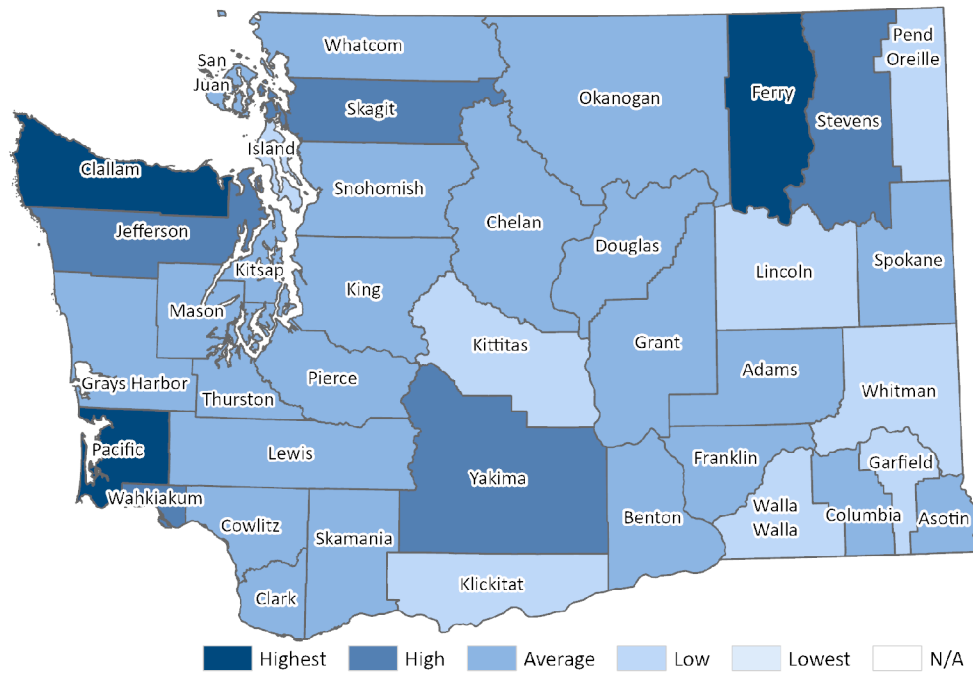 Whatcom
San
Juan
Skagit
Okanogan
Ferry
Stevens
Pend
Oreille
Island
Clallam
Snohomish
Jefferson
Chelan
Douglas
Lincoln
Spokane
Kitsap
King
Mason
Kittitas
Grant
Adams
Whitman
Grays Harbor
Thurston
Pierce
Pacific
Lewis
Yakima
Franklin
Garfield
Wahkiakum
Cowlitz
Skamania
Benton
Walla
Walla
Columbia
Asotin
Klickitat
Clark
Highest High Average Low Lowest N/A